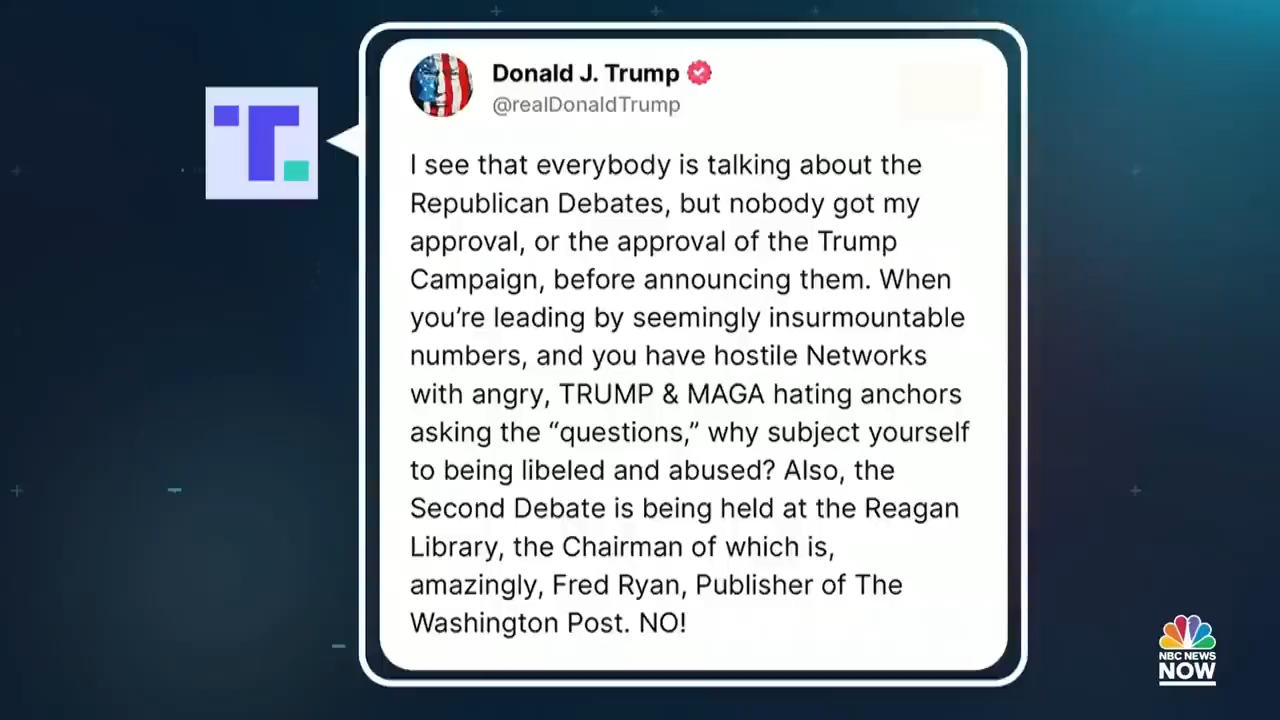 Donald J. Trump
@realDonaldTrump
I see that everybody is talking about the
Republican Debates, but nobody got my
approval, or the approval of the Trump
Campaign, before announcing them. When
you’re leading by seemingly insurmountable
numbers, and you have hostile Networks
with angry, TRUMP & MAGA hating anchors
asking the “questions,” why subject yourself
to being libeled and abused? Also, the
Second Debate is being held at the Reagan
Library, the Chairman of which is,
amazingly, Fred Ryan, Publisher of The
Washington Post. NO!
NBC NEWS
NOW